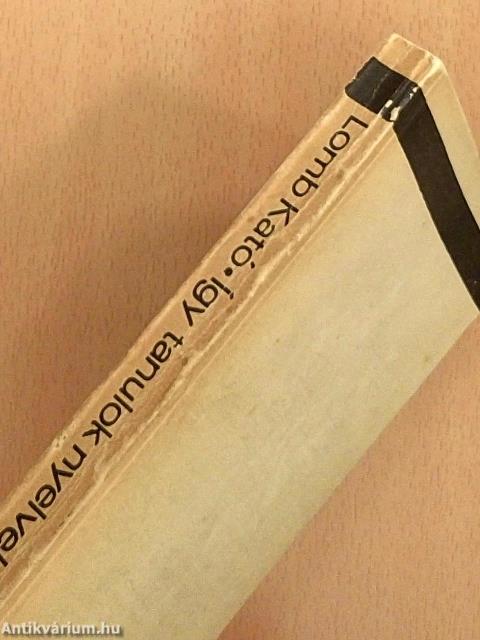 Lomb Kató • Így tanulok nyelve
Antikvárium.hu